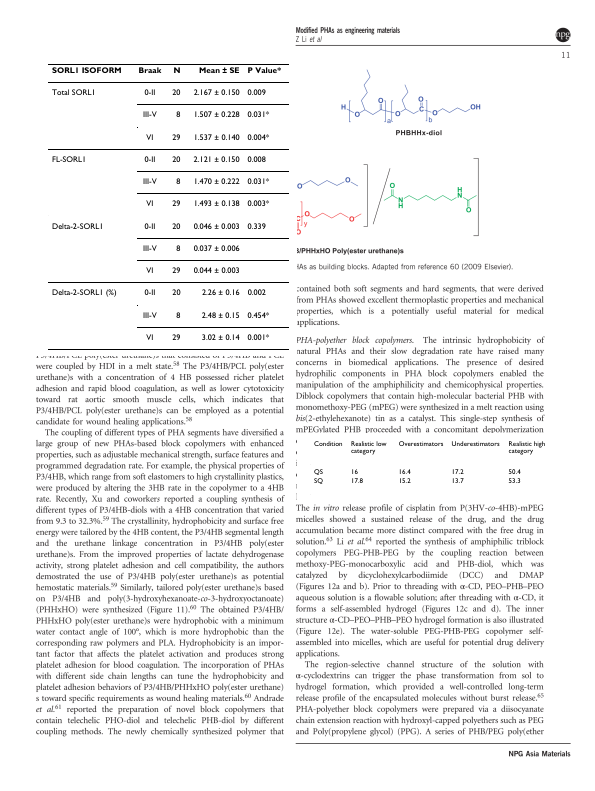 Modified PHAs as engineering materials
Z Li et al
npg
11
SORL1 ISOFORM Braak N Mean ± SE P Value*
Total SORL1 0-II 20 2.167 ± 0.150 0.009
III-V 8 1.507 ± 0.228 0.031*
VI 29 1.537 ± 0.140 0.004*
FL-SORL1 0-II 20 2.121 ± 0.150 0.008
III-V 8 1.470 ± 0.222 0.031*
VI 29 1.493 ± 0.138 0.003*
Delta-2-SORL1 0-II 20 0.046 ± 0.003 0.339
III-V 8 0.037 ± 0.006
VI 29 0.044 ± 0.003
Delta-2-SORL1 (%) 0-II 20 2.26 ± 0.16 0.002
III-V 8 2.48 ± 0.15 0.454*
VI 29 3.02 ± 0.14 0.001*
were coupled by HDI in a melt state.58 The P3/4HB/PCL poly(ester
urethane)s with a concentration of 4 HB possessed richer platelet
adhesion and rapid blood coagulation, as well as lower cytotoxicity
toward rat aortic smooth muscle cells, which indicates that
P3/4HB/PCL poly(ester urethane)s can be employed as a potential
candidate for wound healing applications.58
The coupling of different types of PHA segments have diversified a
large group of new PHAs-based block copolymers with enhanced
properties, such as adjustable mechanical strength, surface features and
programmed degradation rate. For example, the physical properties of
P3/4HB, which range from soft elastomers to high crystallinity plastics,
were produced by altering the 3HB rate in the copolymer to a 4HB
rate. Recently, Xu and coworkers reported a coupling synthesis of
different types of P3/4HB-diols with a 4HB concentration that varied
from 9.3 to 32.3%.59 The crystallinity, hydrophobicity and surface free
energy were tailored by the 4HB content, the P3/4HB segmental length
and the urethane linkage concentration in P3/4HB poly(ester
urethane)s. From the improved properties of lactate dehydrogenase
activity, strong platelet adhesion and cell compatibility, the authors
demonstrated the use of P3/4HB poly(ester urethane)s as potential
hemostatic materials.59 Similarly, tailored poly(ester urethane)s based
on P3/4HB and poly(3-hydroxyhexanoate-co-3-hydroxyoctanoate)
(PHHxHO) were synthesized (Figure 11).60 The obtained P3/4HB/
PHHxHO poly(ester urethane)s were hydrophobic with a minimum
water contact angle of 100°, which is more hydrophobic than the
corresponding raw polymers and PLA. Hydrophobicity is an impor-
tant factor that affects the platelet activation and produces strong
platelet adhesion for blood coagulation. The incorporation of PHAs
with different side chain lengths can tune the hydrophobicity and
platelet adhesion behaviors of P3/4HB/PHHxHO poly(ester urethane)
s toward specific requirements as wound healing materials.60 Andrade
et al.61 reported the preparation of novel block copolymers that
contain telechelic PHO-diol and telechelic PHB-diol by different
coupling methods. The newly chemically synthesized polymer that
PHBHHx-diol
/PHHxHO Poly(ester urethane)s
HAs as building blocks. Adapted from reference 60 (2009 Elsevier).
contained both soft segments and hard segments, that were derived
from PHAs showed excellent thermoplastic properties and mechanical
properties, which is a potentially useful material for medical
applications.
PHA-polyether block copolymers. The intrinsic hydrophobicity of
natural PHAs and their slow degradation rate have raised many
concerns in biomedical applications. The presence of desired
hydrophilic components in PHA block copolymers enabled the
manipulation of the amphiphilicity and chemicophysical properties.
Diblock copolymers that contain high-molecular bacterial PHB with
monomethoxy-PEG (mPEG) were synthesized in a melt reaction using
bis(2-ethylhexanote) tin as a catalyst. This single-step synthesis of
mPEGylated PHB proceeded with a concomitant depolymerization
Condition Realistic low category Overestimators Underestimators Realistic high category
QS 16 16.4 17.2 50.4
SQ 17.8 15.2 13.7 53.3
The in vitro release profile of cisplatin from P(3HV-co-4HB)-mPEG
micelles showed a sustained release of the drug, and the drug
accumulation became more distinct compared with the free drug in
solution.63 Li et al.64 reported the synthesis of amphiphilic triblock
copolymers PEG-PHB-PEG by the coupling reaction between
methoxy-PEG-monocarboxylic acid and PHB-diol, which was
catalyzed by dicyclohexylcarbodiimide (DCC) and DMAP
(Figures 12a and b). Prior to threading with α-CD, PEO–PHB–PEO
aqueous solution is a flowable solution; after threading with α-CD, it
forms a self-assembled hydrogel (Figures 12c and d). The inner
structure α-CD–PEO–PHB–PEO hydrogel formation is also illustrated
(Figure 12e). The water-soluble PEG-PHB-PEG copolymer self-
assembled into micelles, which are useful for potential drug delivery
applications.
The region-selective channel structure of the solution with
α-cyclodextrins can trigger the phase transformation from sol to
hydrogel formation, which provided a well-controlled long-term
release profile of the encapsulated molecules without burst release.65
PHA-polyether block copolymers were prepared via a diisocyanate
chain extension reaction with hydroxyl-capped polyethers such as PEG
and Poly(propylene glycol) (PPG). A series of PHB/PEG poly(ether
NPG Asia Materials